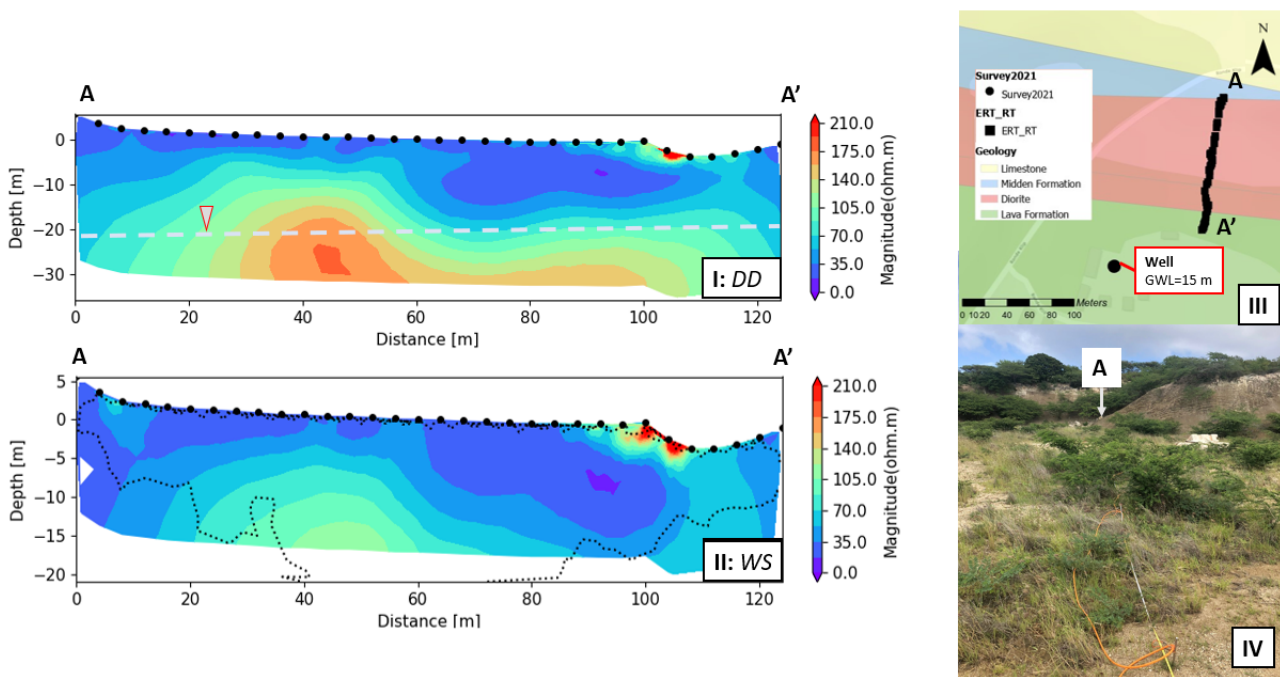 A
A'
0
−10
−20
−30
Depth [m]
0 20 40 60 80 100 120
Distance [m]
210.0
175.0
140.0
105.0
70.0
35.0
0.0
Magnitude(ohm.m)
I: DD
A
A'
5
0
−5
−10
−15
−20
Depth [m]
0 20 40 60 80 100 120
Distance [m]
210.0
175.0
140.0
105.0
70.0
35.0
0.0
Magnitude(ohm.m)
II: WS
N
A
A'
Survey2021
Survey2021
ERT_RT
ERT_RT
Geology
Limestone
Midden Formation
Diorite
Lava Formation
Well
GWL=15 m
Meters
0 10 20 40 60 80 100
III
A
IV